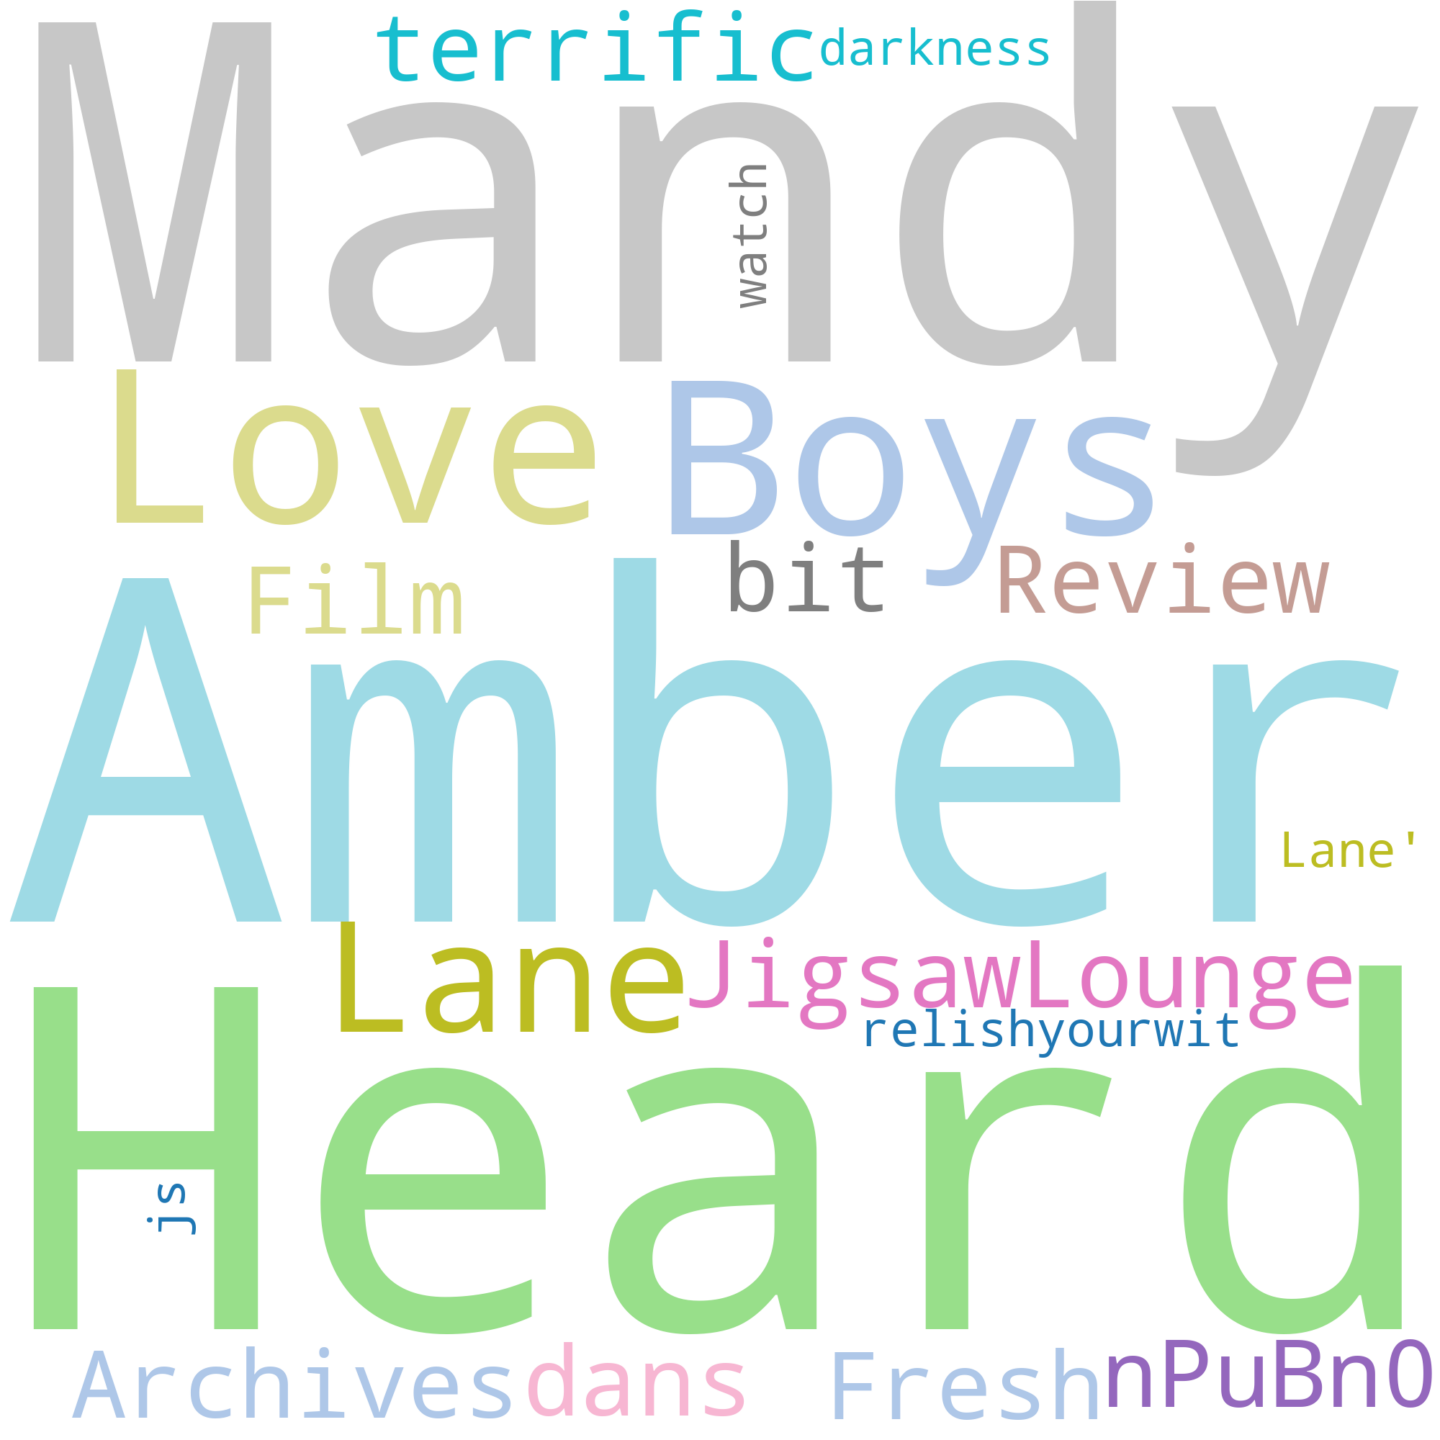 terrific darkness
Mandy
watch
Love Boys
Film bit Review
Amber
Lane'
Lane JigsawLounge
relishyourwit
Heard
js
Archives dans Fresh nPuBnO